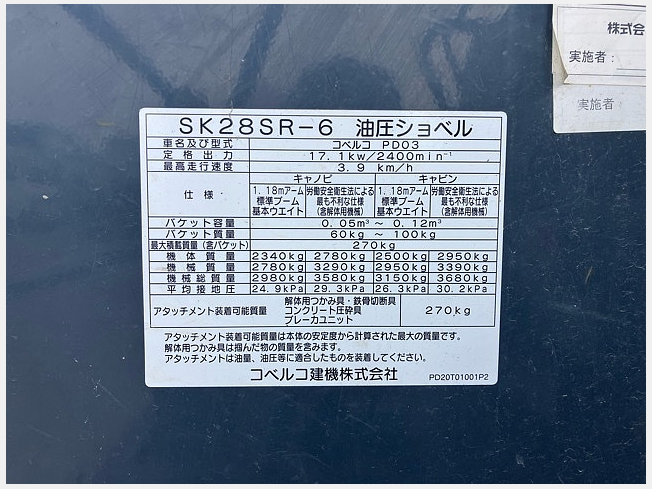 株式会
実施者：
実施者
SK28SR-6 油圧ショベル
車名及び型式 コベルコ PD03
定格出力 17.1kw/2400min⁻¹
最高走行速度 3.9 km/h
仕様 キャノピ キャビン
1.18mアーム 標準ブーム 基本ウエイト 労働安全衛生法による 最も不利な仕様 (含解体用機械) 1.18mアーム 標準ブーム 基本ウエイト 労働安全衛生法による 最も不利な仕様 (含解体用機械)
バケット容量 0.05m³ ～ 0.12m³
バケット質量 60kg ～ 100kg
最大積載質量(含バケット) 270kg
機体質量 2340kg 2780kg 2500kg 2950kg
機械質量 2780kg 3290kg 2950kg 3390kg
機械総質量 2980kg 3580kg 3150kg 3680kg
平均接地圧 24.9kPa 29.3kPa 26.3kPa 30.2kPa
アタッチメント装着可能質量 解体用つかみ具・鉄骨切断具 コンクリート圧砕具 ブレーカユニット 270kg
アタッチメント装着可能質量は本体の安定度から計算された最大の質量です。
解体用つかみ具は掴んだ物の質量を含みます。
アタッチメントは油量、油圧等に適合したものを装着してください。
コベルコ建機株式会社 PD20T01001P2